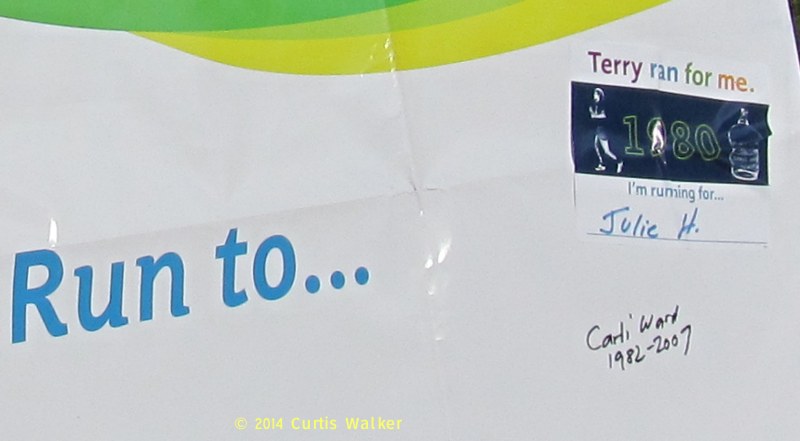 Terry ran for me.
1980
I'm running for...
Julie H.
Run to...
Carli Ward
1982-2007
© 2014 Curtis Walker